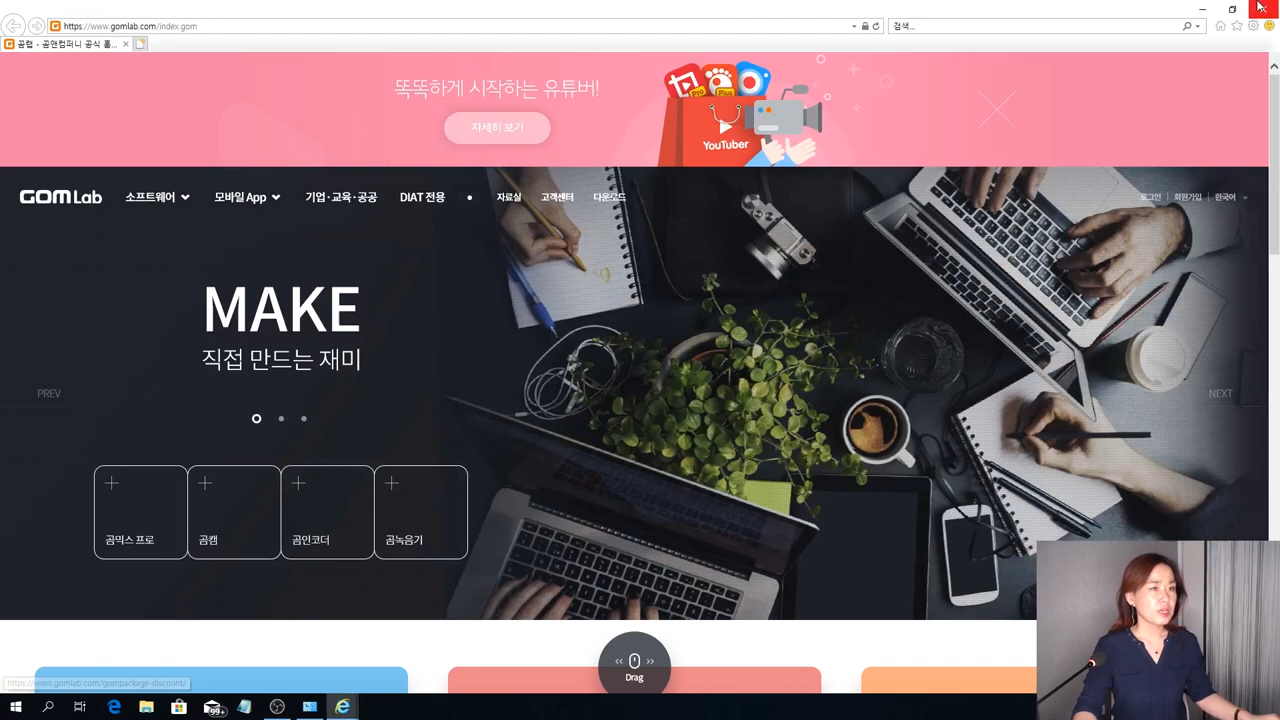 https://www.gomlab.com/index.gom
검색...
곰랩 - 곰앤컴퍼니 공식 홈...
똑똑하게 시작하는 유튜버!
자세히 보기
Pro
Plus
YouTuber
GOM Lab
소프트웨어
모바일 App
기업·교육·공공
DIAT 전용
자료실
고객센터
다운로드
로그인
회원가입
한국어
MAKE
직접 만드는 재미
PREV
NEXT
곰믹스 프로
곰캠
곰인코더
곰녹음기
Drag
https://www.gomlab.com/gompackage-discount/
99+